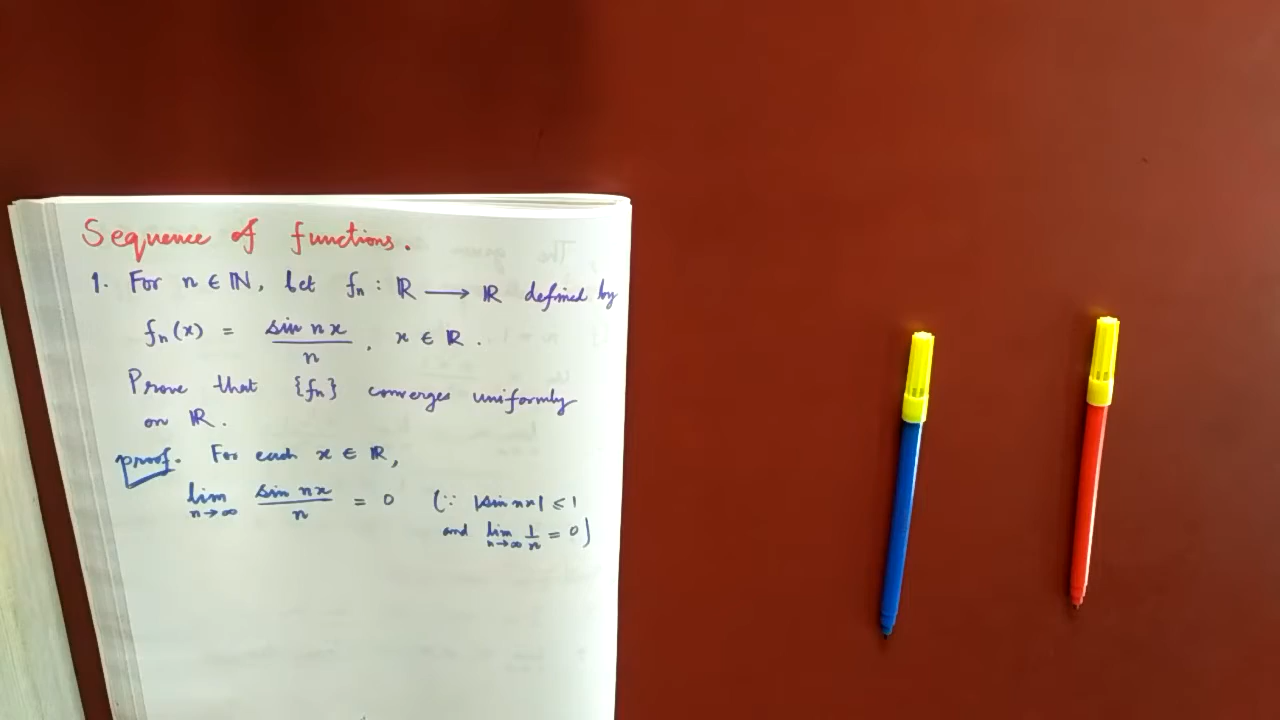 Sequence of functions.
1. For n ∈ ℕ, let fₙ : ℝ ⟶ ℝ defined by
fₙ(x) = sin nx / n , x ∈ ℝ.
Prove that {fₙ} converges uniformly
on ℝ.
proof. For each x ∈ ℝ,
lim n→∞ sin nx / n = 0 (∵ |sin nx| ≤ 1
and lim n→∞ 1/n = 0)